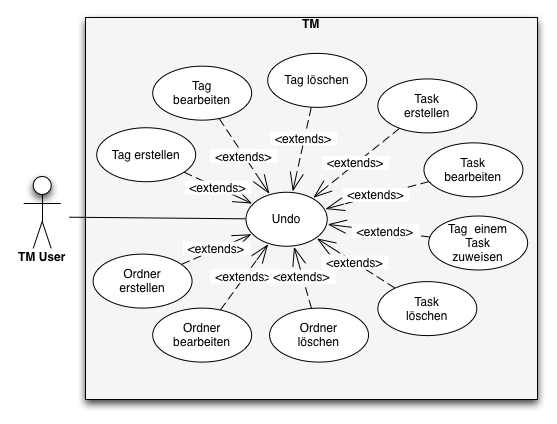 TM
Tag löschen
Tag
bearbeiten
Task
erstellen
<extends>
Tag erstellen
<extends>
<extends>
Task
bearbeiten
<extends>
<extends>
Undo
Tag  einem
Task
zuweisen
<extends>
TM User
<extends>
<extends>
Ordner
erstellen
<extends>
<extends>
Task
löschen
Ordner
bearbeiten
Ordner
löschen